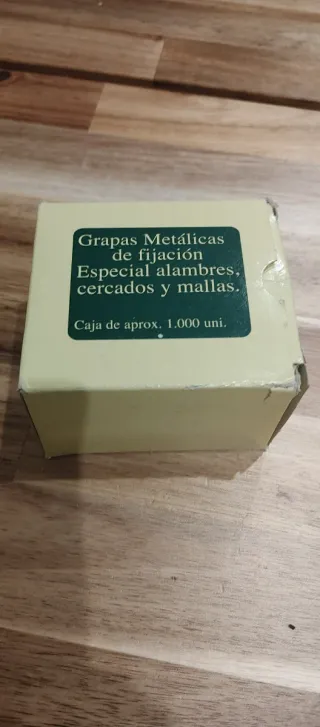 Grapas Metálicas
de fijación
Especial alambres,
cercados y mallas.
Caja de aprox. 1.000 uni.